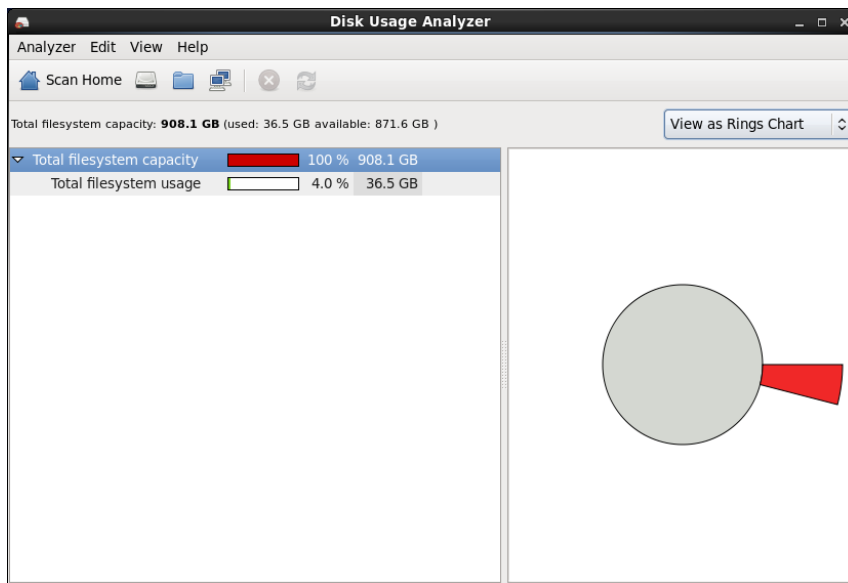 Disk Usage Analyzer
Analyzer Edit View Help
Scan Home
Total filesystem capacity: 908.1 GB (used: 36.5 GB available: 871.6 GB )
View as Rings Chart
Total filesystem capacity 100 % 908.1 GB
Total filesystem usage 4.0 % 36.5 GB